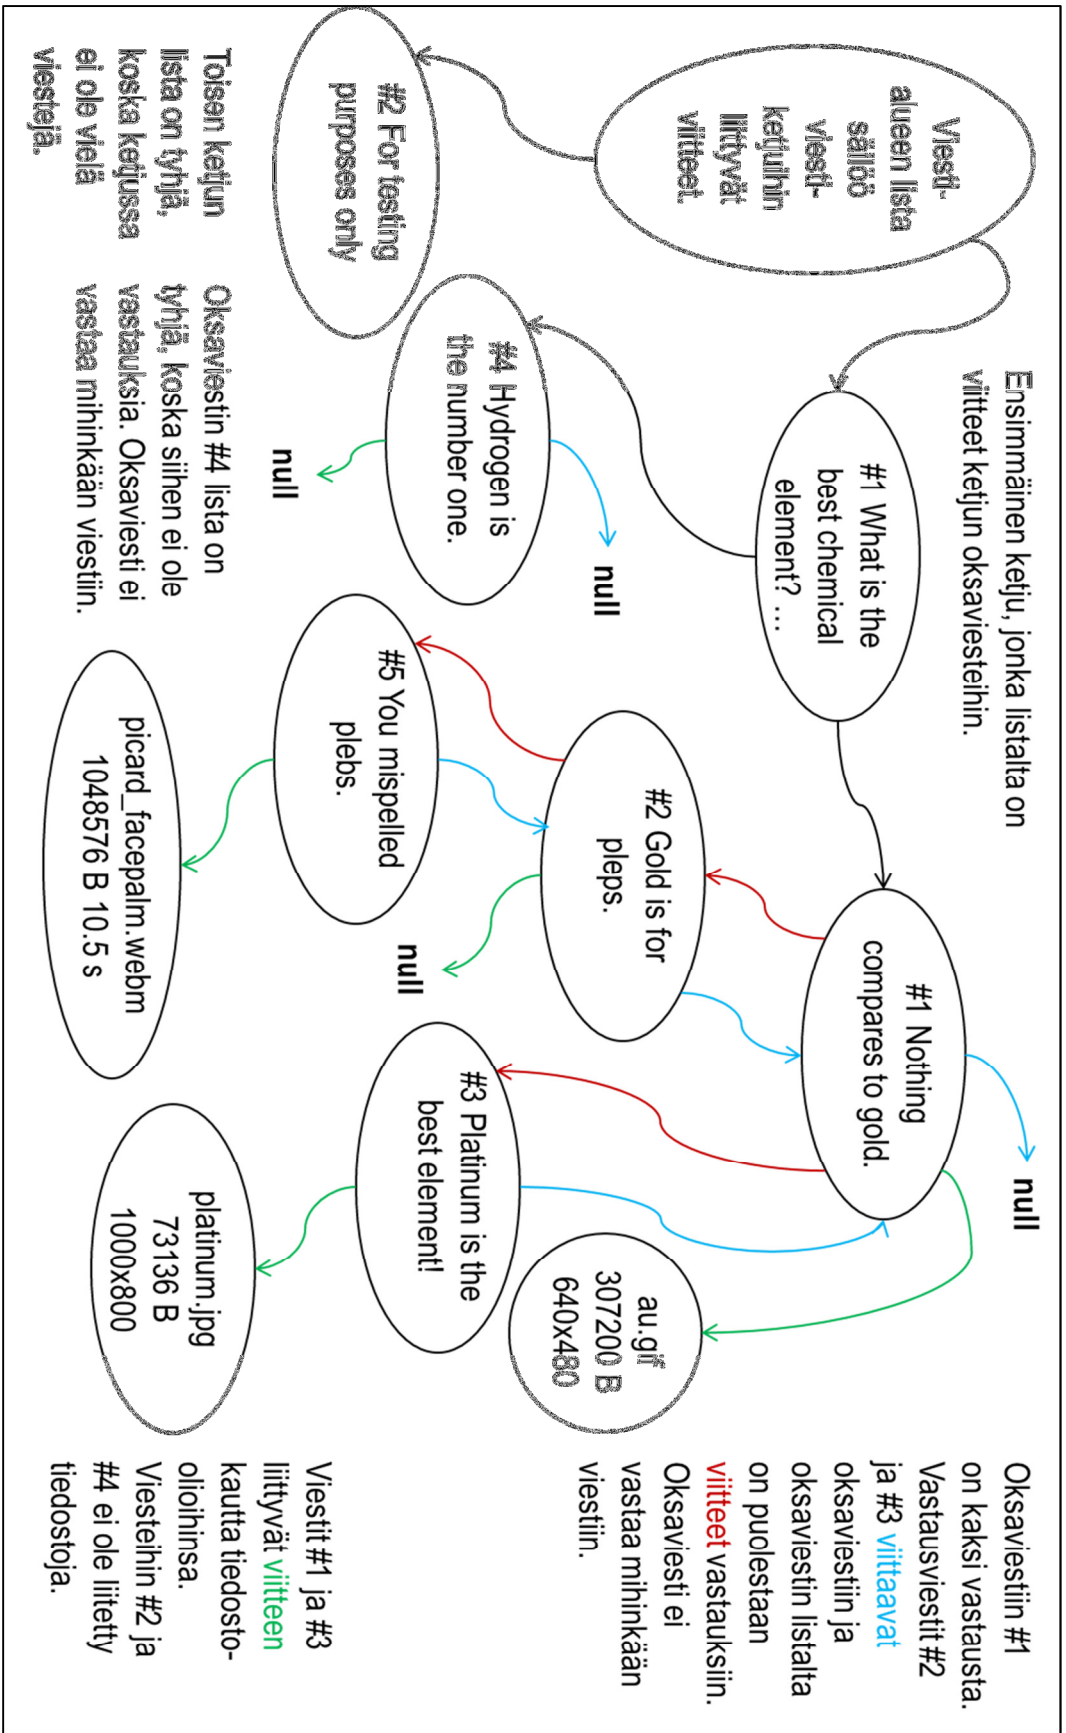 Ensimmäinen ketju, jonka listalta on
viitteet ketjun oksaviesteihin.
Viesti-
alueen lista
säilöö
viesti-
ketjuihin
liittyvät
viitteet.
#1 What is the
best chemical
element? …
#1 Nothing
compares to gold.
null
#2 For testing
purposes only
#4 Hydrogen is
the number one.
null
null
#2 Gold is for
pleps.
null
#5 You mispelled
plebs.
#3 Platinum is the
best element!
au.gif
307200 B
640x480
picard_facepalm.webm
1048576 B 10.5 s
platinum.jpg
73136 B
1000x800
Toisen ketjun
lista on tyhjä,
koska ketjussa
ei ole vielä
viestejä.
Oksaviestin #4 lista on
tyhjä, koska siihen ei ole
vastauksia. Oksaviesti ei
vastaa mihinkään viestiin.
Oksaviestiin #1
on kaksi vastausta.
Vastausviestit #2
ja #3 viittaavat
oksaviestiin ja
oksaviestin listalta
on puolestaan
viitteet vastauksiin.
Oksaviesti ei
vastaa mihinkään
viestiin.
Viestit #1 ja #3
liittyvät viitteen
kautta tiedosto-
olioihinsa.
Viesteihin #2 ja
#4 ei ole liitetty
tiedostoja.